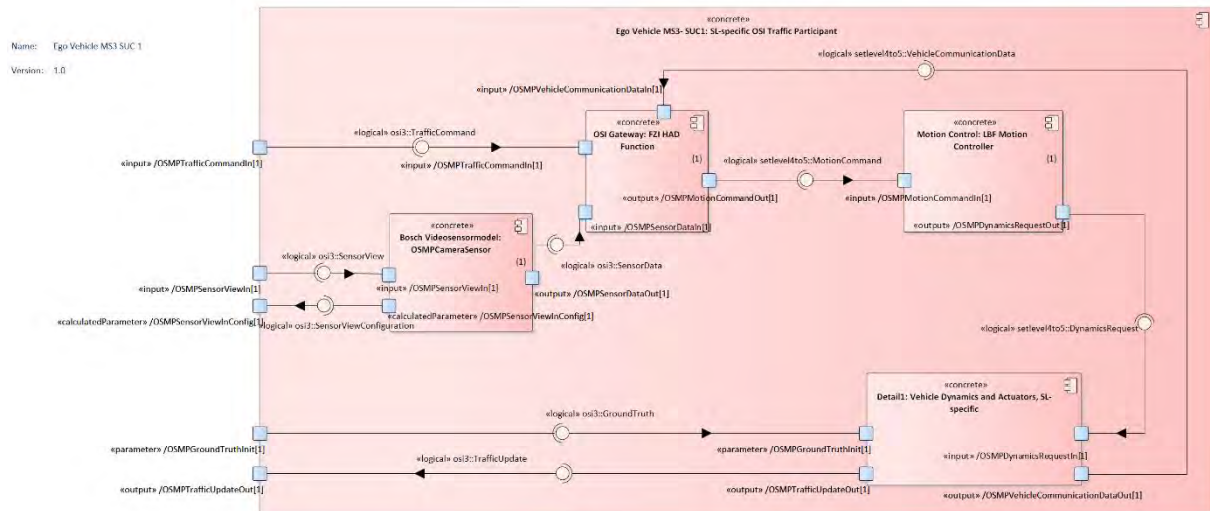 «concrete»
Ego Vehicle MS3- SUC1: SL-specific OSI Traffic Participant
Name: Ego Vehicle MS3 SUC 1
Version: 1.0
«logical» setlevel4to5::VehicleCommunicationData
«input» /OSMPVehicleCommunicationDataIn[1]
«concrete»
OSI Gateway: FZI HAD
Function
(1)
«concrete»
Motion Control: LBF Motion
Controller
(1)
«logical» osi3::TrafficCommand
«input» /OSMPTrafficCommandIn[1]
«input» /OSMPTrafficCommandIn[1]
«logical» setlevel4to5::MotionCommand
«output» /OSMPMotionCommandOut[1]
«input» /OSMPMotionCommandIn[1]
«input» /OSMPSensorDataIn[1]
«output» /OSMPDynamicsRequestOut[1]
«concrete»
Bosch Videosensormodel:
OSMPCameraSensor
(1)
«logical» osi3::SensorView
«logical» osi3::SensorData
«input» /OSMPSensorViewIn[1]
«input» /OSMPSensorViewIn[1]
«output» /OSMPSensorDataOut[1]
«calculatedParameter» /OSMPSensorViewInConfig[1]
«calculatedParameter» /OSMPSensorViewInConfig[1]
«logical» osi3::SensorViewConfiguration
«logical» setlevel4to5::DynamicsRequest
«concrete»
Detail1: Vehicle Dynamics and Actuators, SL-
specific
«logical» osi3::GroundTruth
«parameter» /OSMPGroundTruthInit[1]
«parameter» /OSMPGroundTruthInit[1]
«input» /OSMPDynamicsRequestIn[1]
«logical» osi3::TrafficUpdate
«output» /OSMPTrafficUpdateOut[1]
«output» /OSMPTrafficUpdateOut[1]
«output» /OSMPVehicleCommunicationDataOut[1]